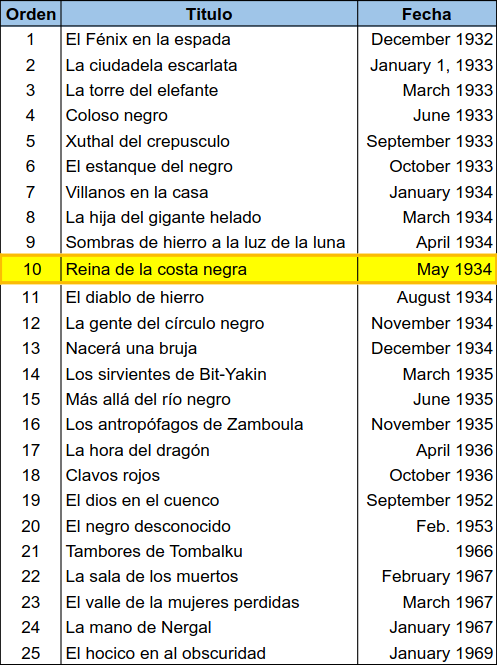 Orden Titulo Fecha
1 El Fénix en la espada December 1932
2 La ciudadela escarlata January 1, 1933
3 La torre del elefante March 1933
4 Coloso negro June 1933
5 Xuthal del crepusculo September 1933
6 El estanque del negro October 1933
7 Villanos en la casa January 1934
8 La hija del gigante helado March 1934
9 Sombras de hierro a la luz de la luna April 1934
10 Reina de la costa negra May 1934
11 El diablo de hierro August 1934
12 La gente del círculo negro November 1934
13 Nacerá una bruja December 1934
14 Los sirvientes de Bit-Yakin March 1935
15 Más allá del río negro June 1935
16 Los antropófagos de Zamboula November 1935
17 La hora del dragón April 1936
18 Clavos rojos October 1936
19 El dios en el cuenco September 1952
20 El negro desconocido Feb. 1953
21 Tambores de Tombalku 1966
22 La sala de los muertos February 1967
23 El valle de la mujeres perdidas March 1967
24 La mano de Nergal January 1967
25 El hocico en al obscuridad January 1969